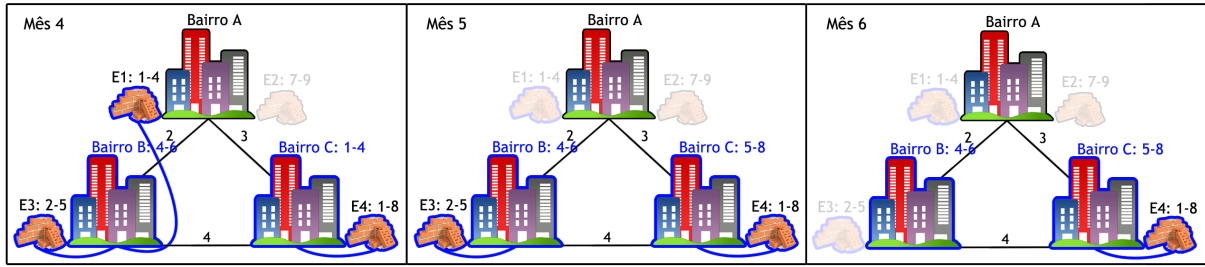 Mês 4
Bairro A
E1: 1-4
E2: 7-9
2
3
Bairro B: 4-6
Bairro C: 1-4
E3: 2-5
E4: 1-8
4
Mês 5
Bairro A
E1: 1-4
E2: 7-9
2
3
Bairro B: 4-6
Bairro C: 5-8
E3: 2-5
E4: 1-8
4
Mês 6
Bairro A
E1: 1-4
E2: 7-9
2
3
Bairro B: 4-6
Bairro C: 5-8
E3: 2-5
E4: 1-8
4